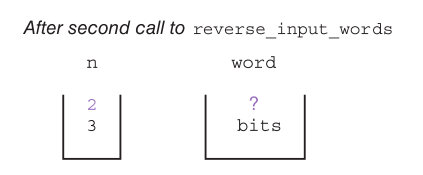 After second call to reverse_input_words
n word
2 ?
3 bits